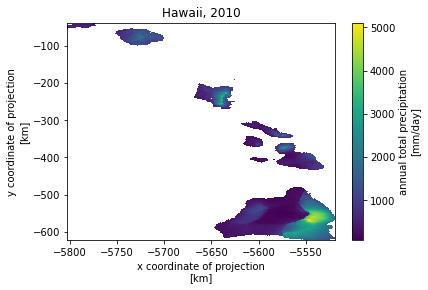 Hawaii, 2010
−100
−200
−300
−400
−500
−600
y coordinate of projection
[km]
−5800
−5750
−5700
−5650
−5600
−5550
x coordinate of projection
[km]
5000
4000
3000
2000
1000
annual total precipitation
[mm/day]